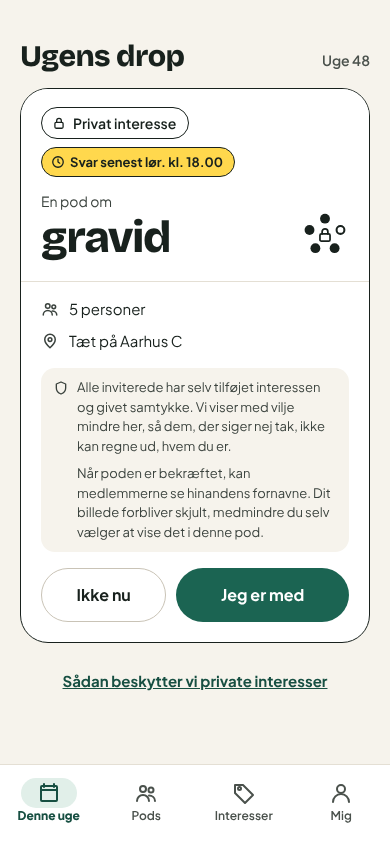 Ugens drop
Uge 48
Privat interesse
Svar senest lør. kl. 18.00
En pod om
gravid
5 personer
Tæt på Aarhus C
Alle inviterede har selv tilføjet interessen
og givet samtykke. Vi viser med vilje
mindre her, så dem, der siger nej tak, ikke
kan regne ud, hvem du er.
Når poden er bekræftet, kan
medlemmerne se hinandens fornavne. Dit
billede forbliver skjult, medmindre du selv
vælger at vise det i denne pod.
Ikke nu
Jeg er med
Sådan beskytter vi private interesser
Denne uge
Pods
Interesser
Mig